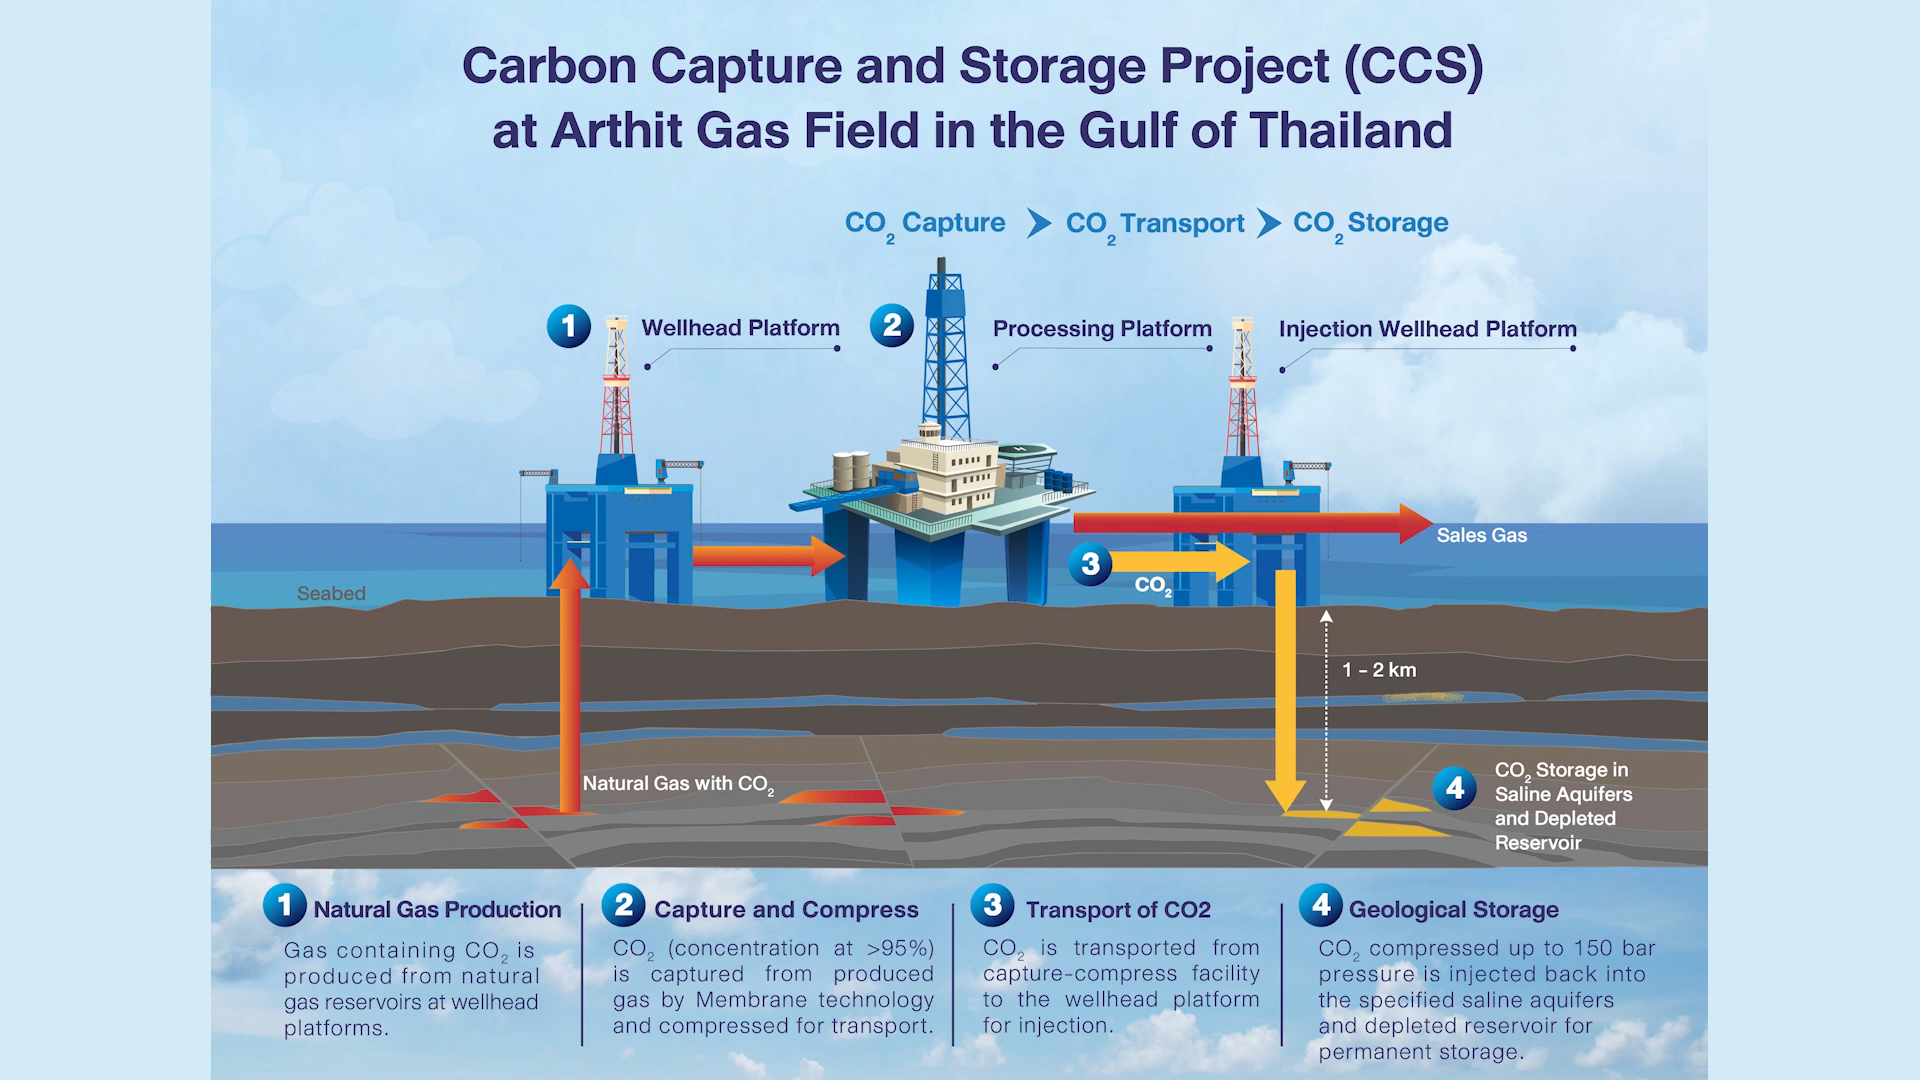 Carbon Capture and Storage Project (CCS)
at Arthit Gas Field in the Gulf of Thailand
CO₂ Capture > CO₂ Transport > CO₂ Storage
1 Wellhead Platform
2 Processing Platform
Injection Wellhead Platform
Sales Gas
3
CO₂
Seabed
1 – 2 km
Natural Gas with CO₂
4
CO₂ Storage in
Saline Aquifers
and Depleted
Reservoir
1 Natural Gas Production
Gas containing CO₂ is
produced from natural
gas reservoirs at wellhead
platforms.
2 Capture and Compress
CO₂ (concentration at >95%)
is captured from produced
gas by Membrane technology
and compressed for transport.
3 Transport of CO2
CO₂ is transported from
capture-compress facility
to the wellhead platform
for injection.
4 Geological Storage
CO₂ compressed up to 150 bar
pressure is injected back into
the specified saline aquifers
and depleted reservoir for
permanent storage.